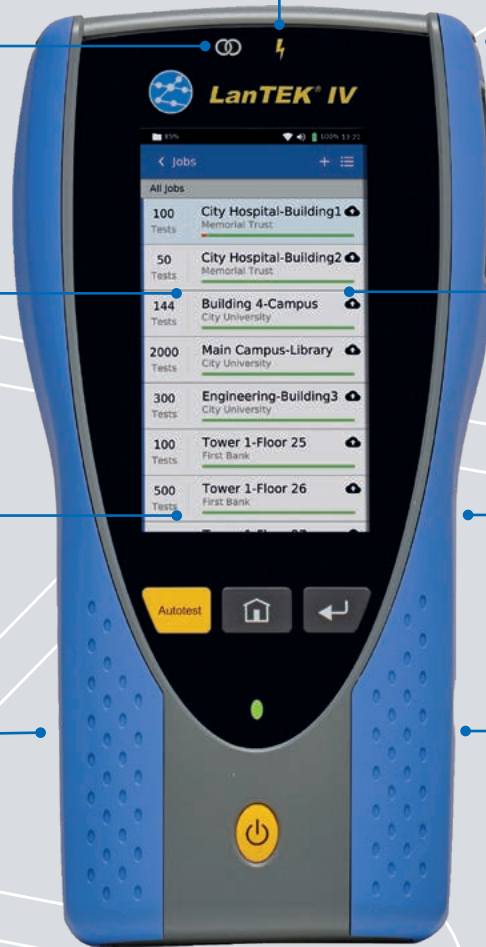 LanTEK® IV
85% 100% 13:21
Jobs
All jobs
100 City Hospital-Building1
Tests Memorial Trust
50 City Hospital-Building2
Tests Memorial Trust
144 Building 4-Campus
Tests City University
2000 Main Campus-Library
Tests City University
300 Engineering-Building3
Tests City University
100 Tower 1-Floor 25
Tests First Bank
500 Tower 1-Floor 26
Tests First Bank
Autotest